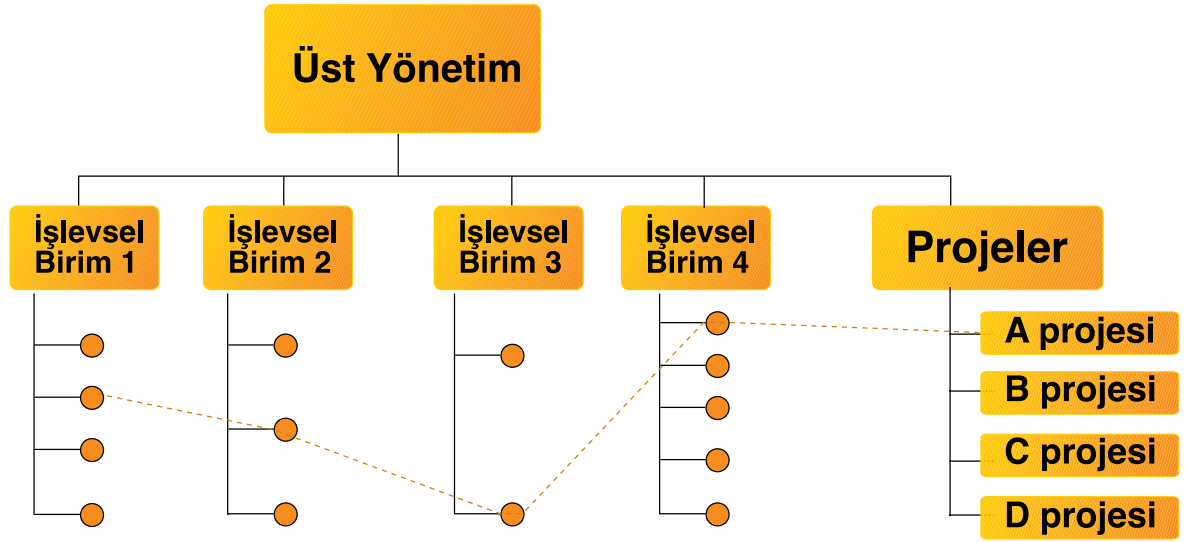 Üst Yönetim
İşlevsel
Birim 1
İşlevsel
Birim 2
İşlevsel
Birim 3
İşlevsel
Birim 4
Projeler
A projesi
B projesi
C projesi
D projesi